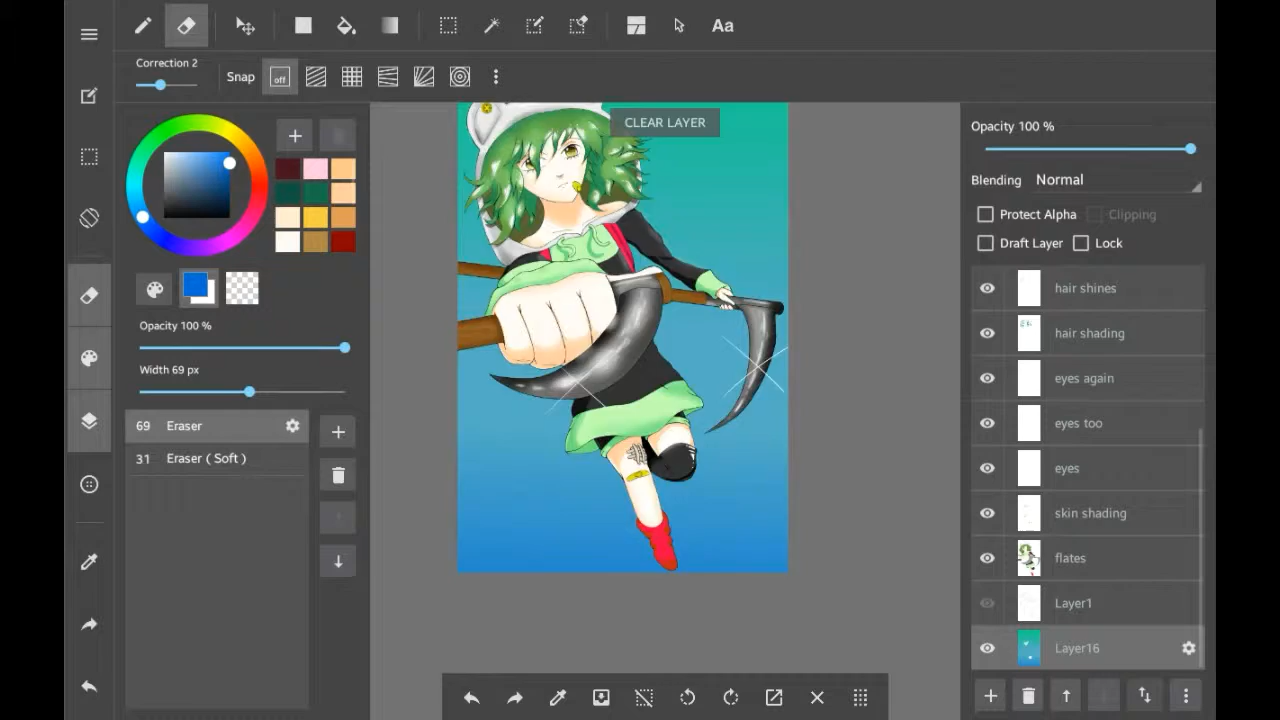 Aa
Correction 2
Snap
off
CLEAR LAYER
Opacity 100 %
Width 69 px
69 Eraser
31 Eraser ( Soft )
Opacity 100 %
Blending Normal
Protect Alpha
Clipping
Draft Layer
Lock
hair shines
hair shading
eyes again
eyes too
eyes
skin shading
flates
Layer1
Layer16